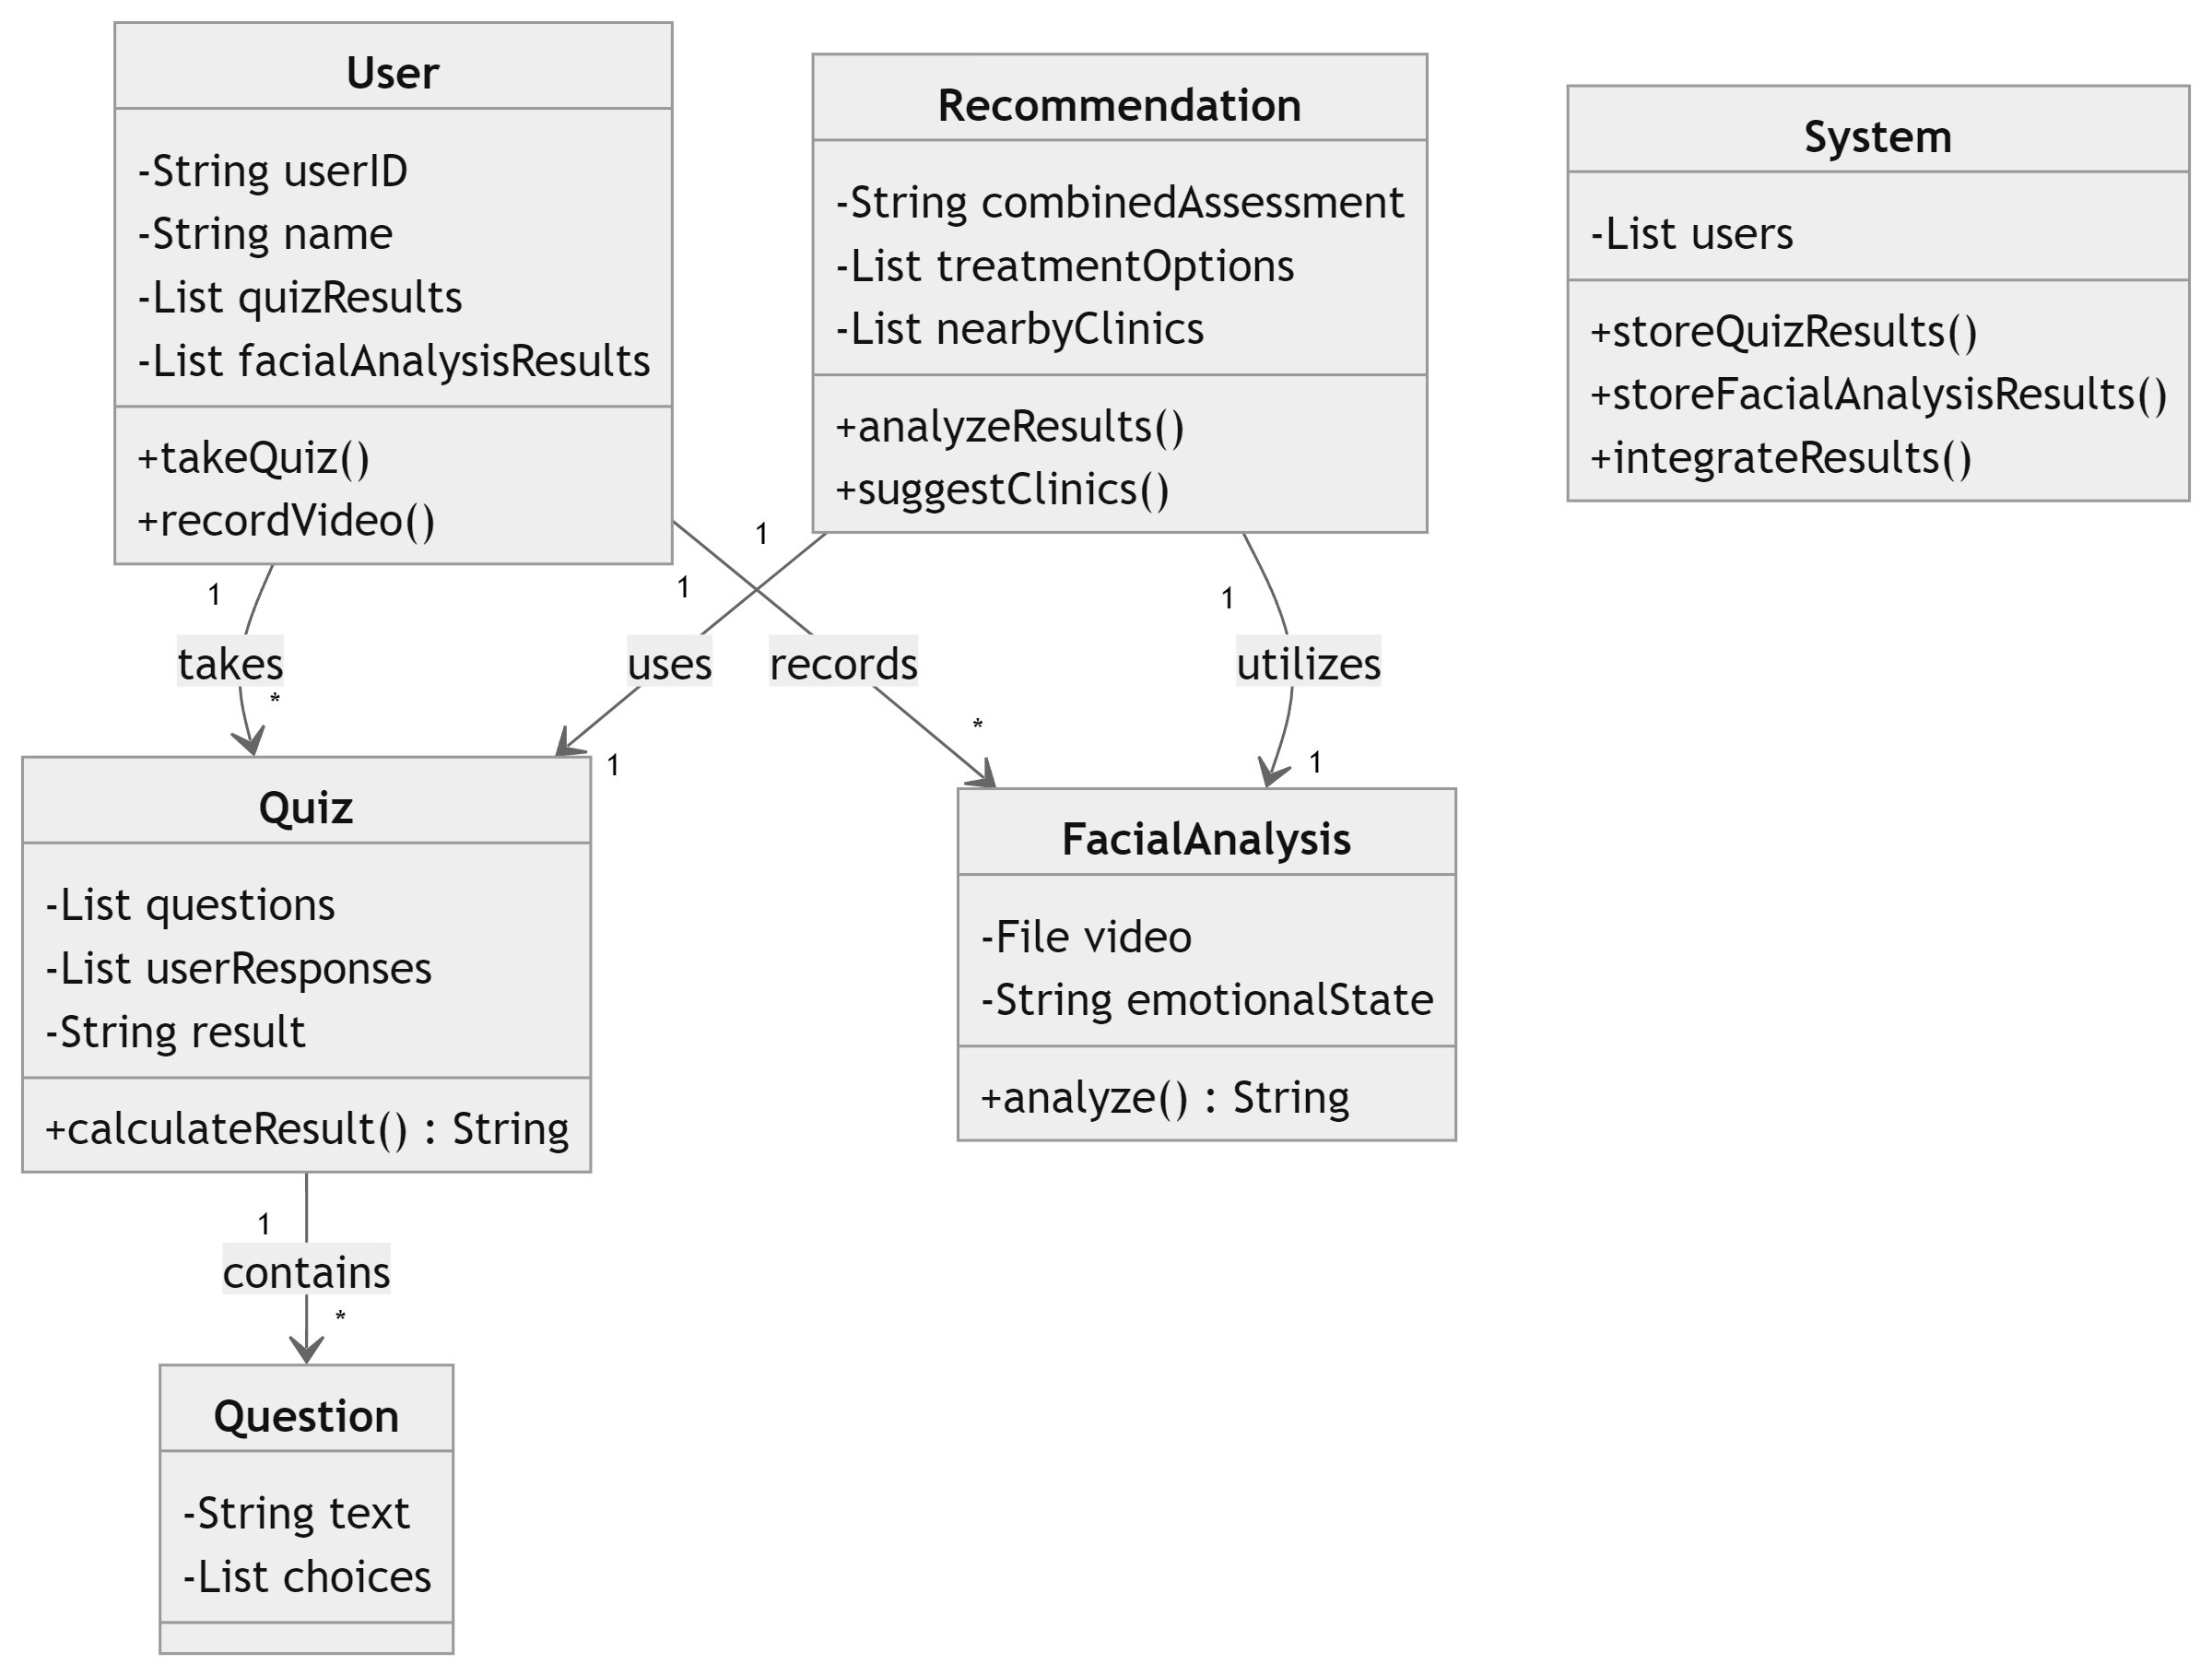 User
-String userID
-String name
-List quizResults
-List facialAnalysisResults
+takeQuiz()
+recordVideo()
Recommendation
-String combinedAssessment
-List treatmentOptions
-List nearbyClinics
+analyzeResults()
+suggestClinics()
System
-List users
+storeQuizResults()
+storeFacialAnalysisResults()
+integrateResults()
1
takes
*
1
uses
1
1
records
*
1
utilizes
1
Quiz
-List questions
-List userResponses
-String result
+calculateResult() : String
FacialAnalysis
-File video
-String emotionalState
+analyze() : String
1
contains
*
Question
-String text
-List choices